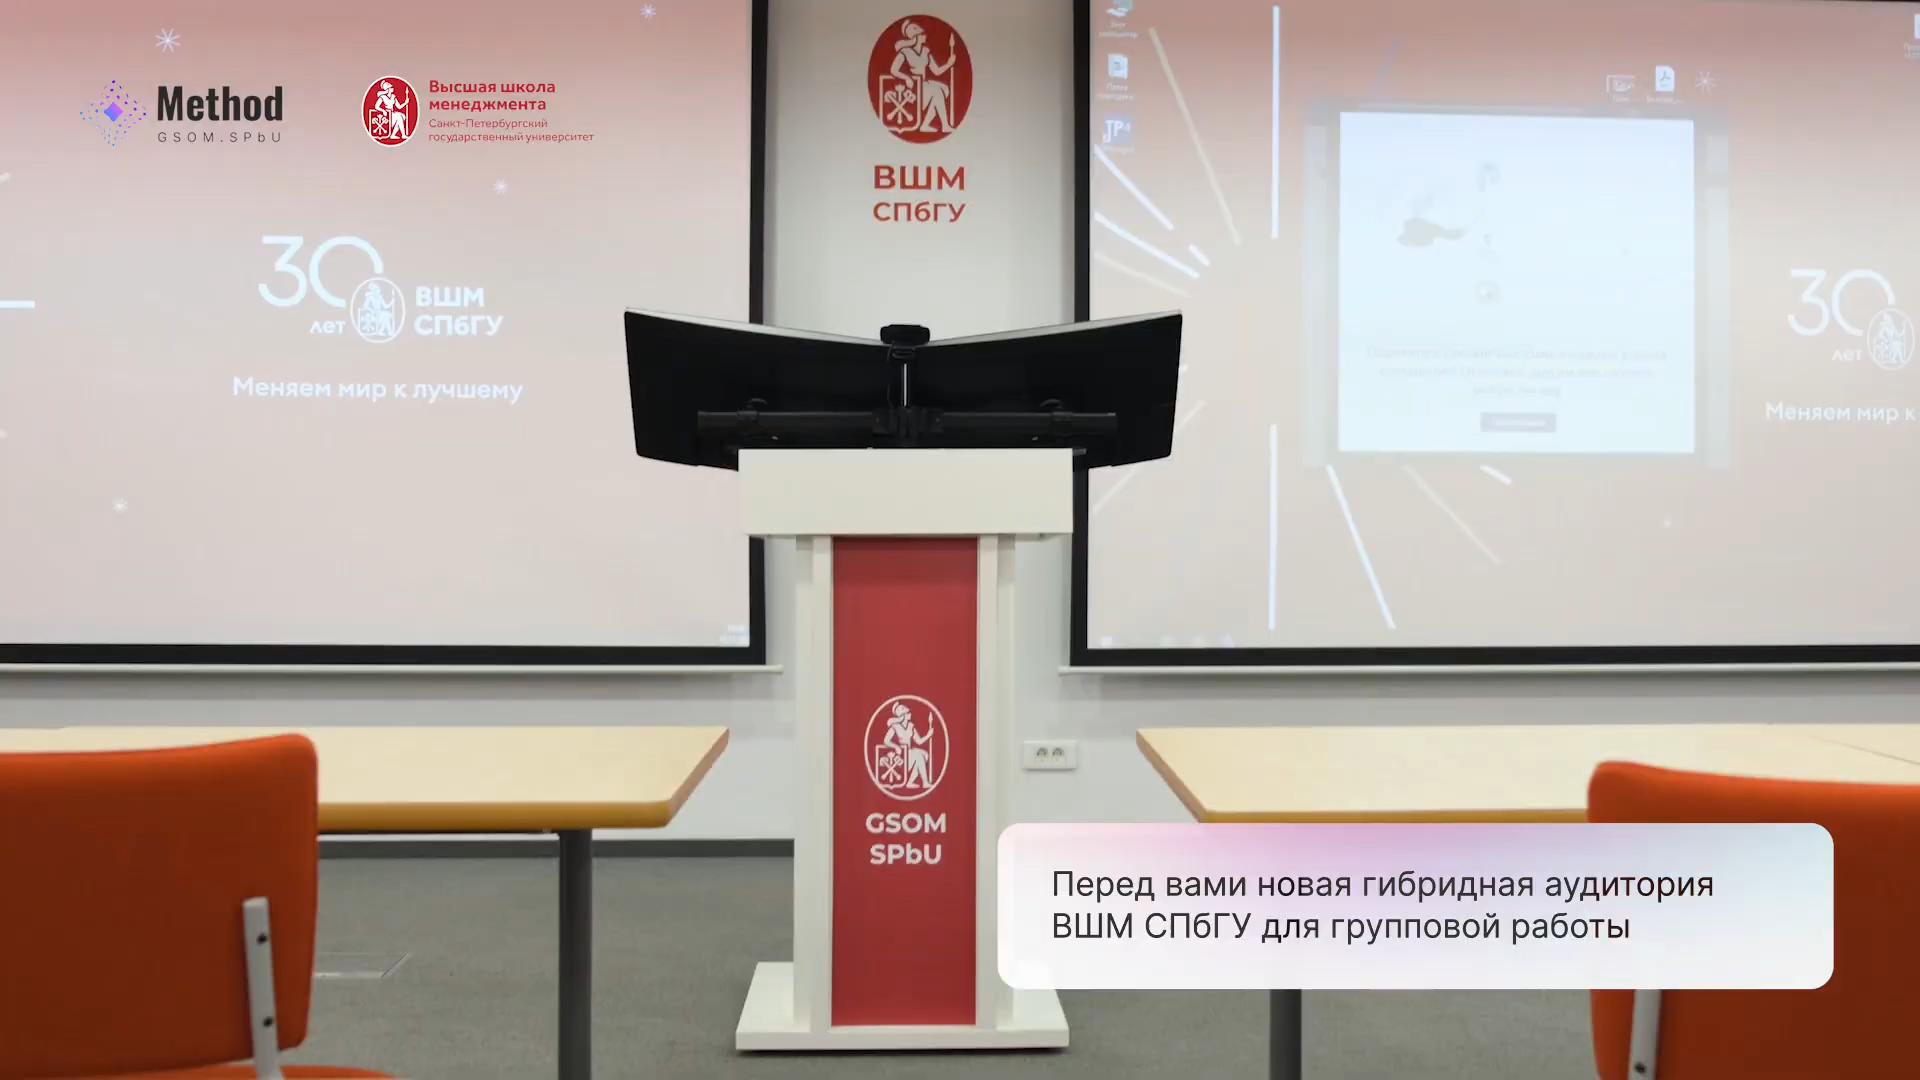 Method
GSOM.SPbU
Высшая школа
менеджмента
Санкт-Петербургский
государственный университет
ВШМ
СПбГУ
30
лет
ВШМ
СПбГУ
Меняем мир к лучшему
30
лет
Меняем мир к
GSOM
SPbU
Перед вами новая гибридная аудитория
ВШМ СПбГУ для групповой работы